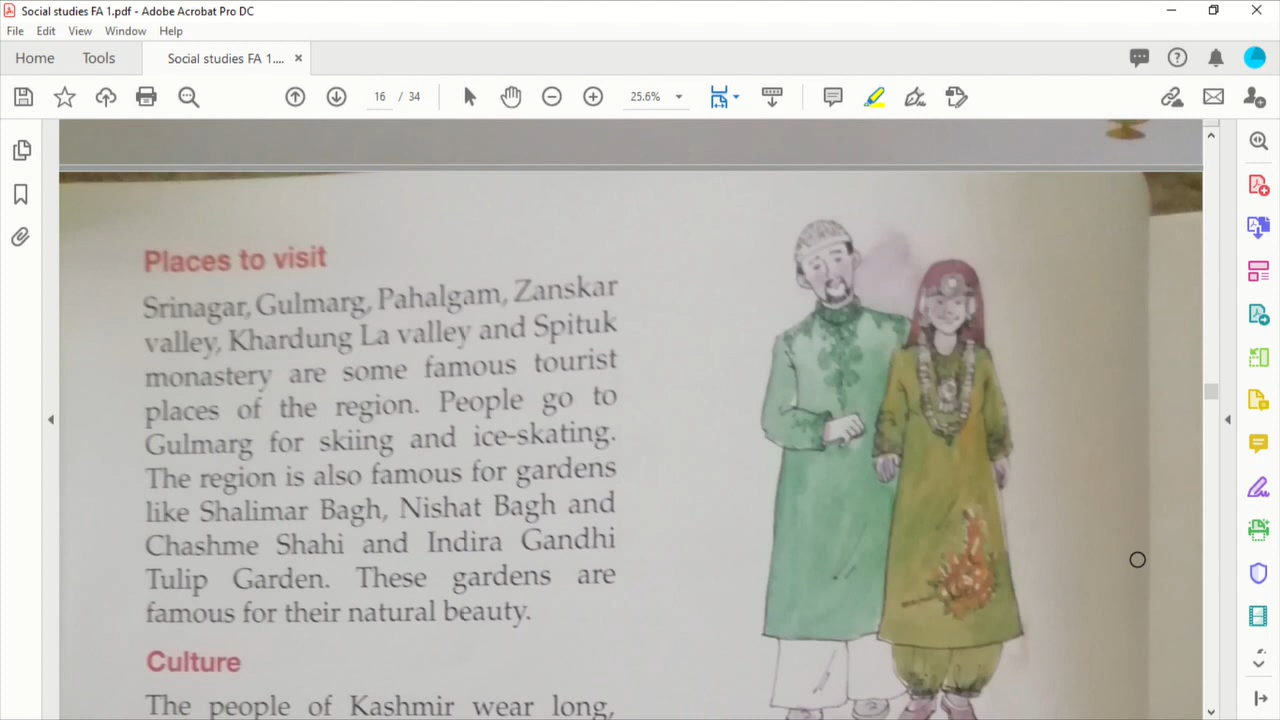 Social studies FA 1.pdf - Adobe Acrobat Pro DC
File Edit View Window Help
Home Tools Social studies FA 1....
16 / 34 25.6%
Places to visit
Srinagar, Gulmarg, Pahalgam, Zanskar
valley, Khardung La valley and Spituk
monastery are some famous tourist
places of the region. People go to
Gulmarg for skiing and ice-skating.
The region is also famous for gardens
like Shalimar Bagh, Nishat Bagh and
Chashme Shahi and Indira Gandhi
Tulip Garden. These gardens are
famous for their natural beauty.
Culture
The people of Kashmir wear long,